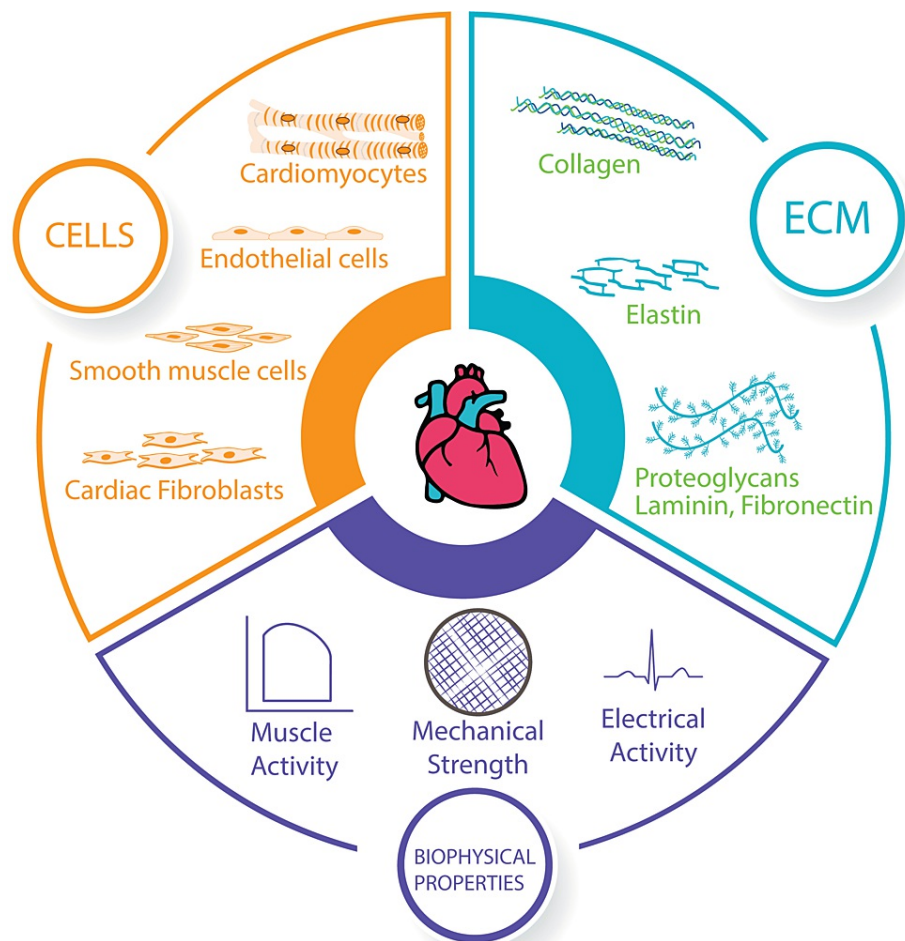 CELLS
Cardiomyocytes
Endothelial cells
Smooth muscle cells
Cardiac Fibroblasts
ECM
Collagen
Elastin
Proteoglycans
Laminin, Fibronectin
Muscle
Activity
Mechanical
Strength
Electrical
Activity
BIOPHYSICAL
PROPERTIES